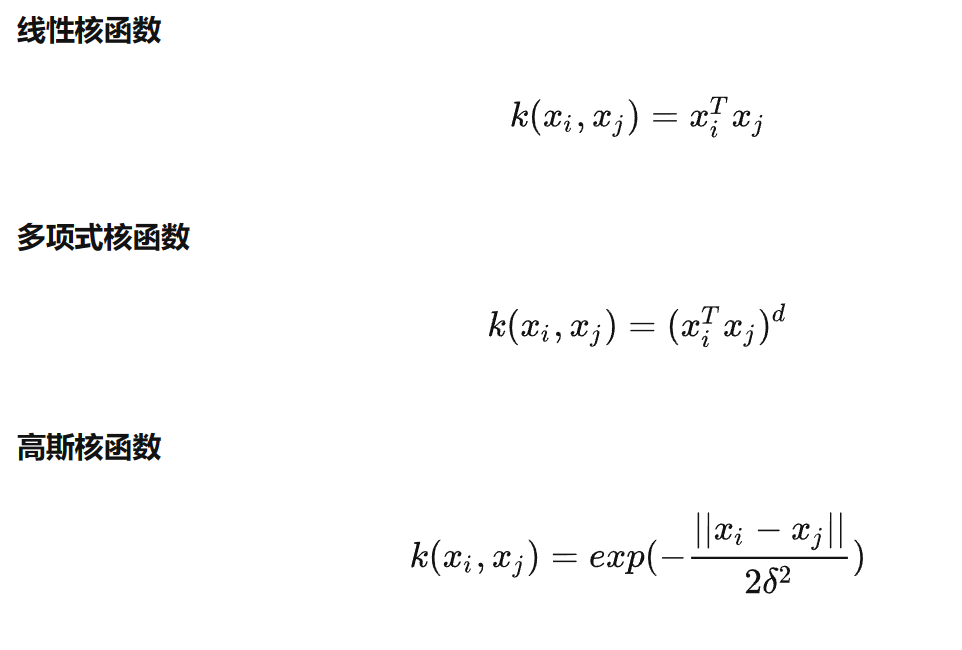 线性核函数
k(x_i, x_j) = x_i^T x_j
多项式核函数
k(x_i, x_j) = (x_i^T x_j)^d
高斯核函数
k(x_i, x_j) = exp(-\frac{||x_i - x_j||}{2δ^2})